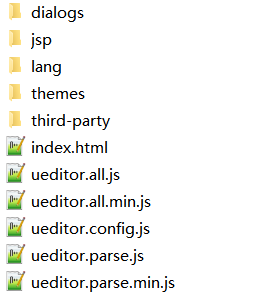 dialogs
jsp
lang
themes
third-party
index.html
ueditor.all.js
ueditor.all.min.js
ueditor.config.js
ueditor.parse.js
ueditor.parse.min.js